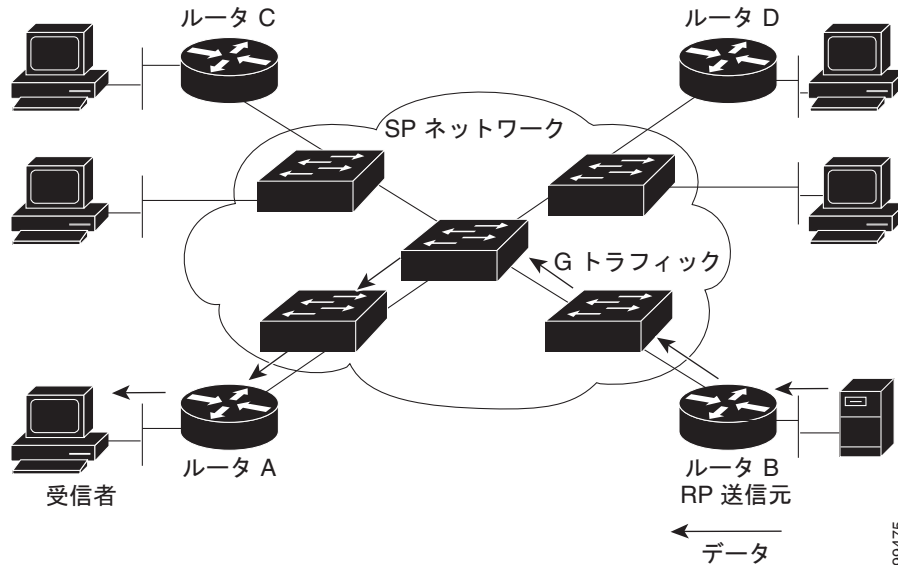 ルータ C
ルータ D
SP ネットワーク
G トラフィック
ルータ A
受信者
ルータ B
RP 送信元
データ
99475